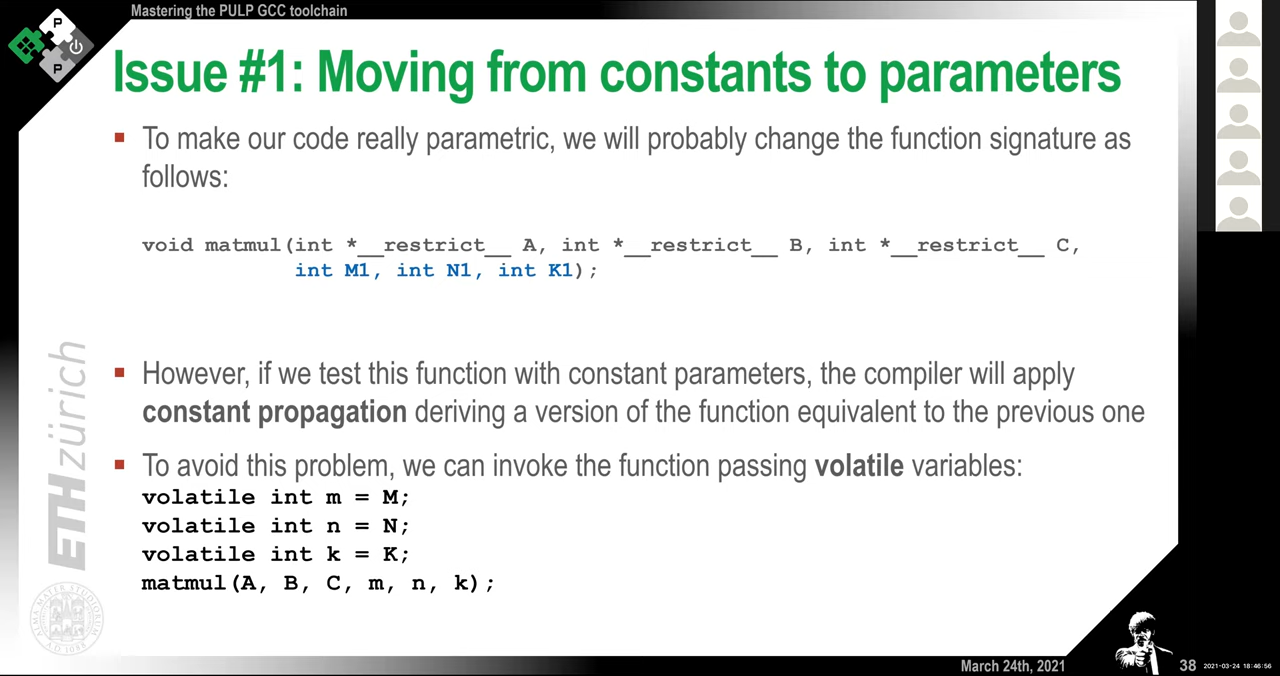 Mastering the PULP GCC toolchain
P
P
Issue #1: Moving from constants to parameters
To make our code really parametric, we will probably change the function signature as
follows:
void matmul(int *__restrict__ A, int *__restrict__ B, int *__restrict__ C,
int M1, int N1, int K1);
However, if we test this function with constant parameters, the compiler will apply
constant propagation deriving a version of the function equivalent to the previous one
To avoid this problem, we can invoke the function passing volatile variables:
volatile int m = M;
volatile int n = N;
volatile int k = K;
matmul(A, B, C, m, n, k);
ETH zürich
ALMA MATER STUDIORUM
A.D. 1088
March 24th, 2021
38
2021-03-24 18:46:56